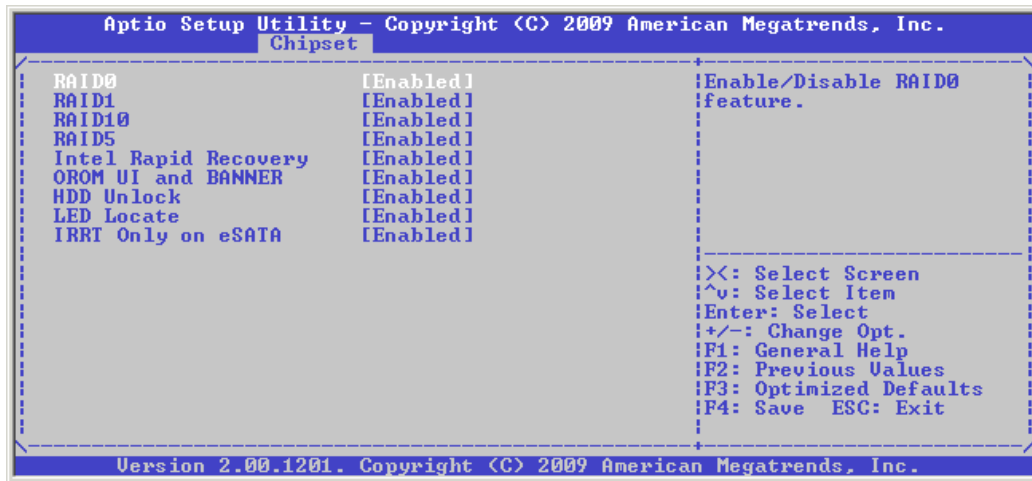 Aptio Setup Utility - Copyright (C) 2009 American Megatrends, Inc.
Chipset
RAID0 [Enabled]
RAID1 [Enabled]
RAID10 [Enabled]
RAID5 [Enabled]
Intel Rapid Recovery [Enabled]
OROM UI and BANNER [Enabled]
HDD Unlock [Enabled]
LED Locate [Enabled]
IRRT Only on eSATA [Enabled]
Enable/Disable RAID0
feature.
><: Select Screen
^v: Select Item
Enter: Select
+/-: Change Opt.
F1: General Help
F2: Previous Values
F3: Optimized Defaults
F4: Save ESC: Exit
Version 2.00.1201. Copyright (C) 2009 American Megatrends, Inc.